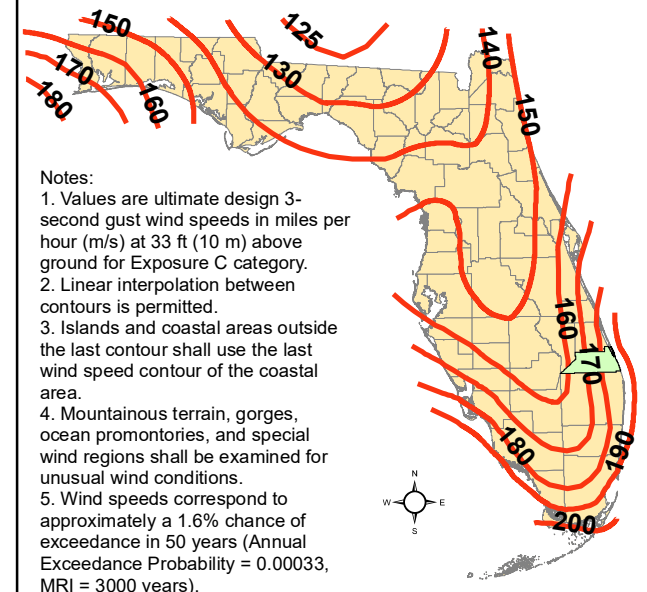 150
125
140
170
130
180
160
150
Notes:
1. Values are ultimate design 3-
second gust wind speeds in miles per
hour (m/s) at 33 ft (10 m) above
ground for Exposure C category.
2. Linear interpolation between
contours is permitted.
3. Islands and coastal areas outside
the last contour shall use the last
wind speed contour of the coastal
area.
4. Mountainous terrain, gorges,
ocean promontories, and special
wind regions shall be examined for
unusual wind conditions.
5. Wind speeds correspond to
approximately a 1.6% chance of
exceedance in 50 years (Annual
Exceedance Probability = 0.00033,
MRI = 3000 years).
160
170
180
190
200
N
W E
S